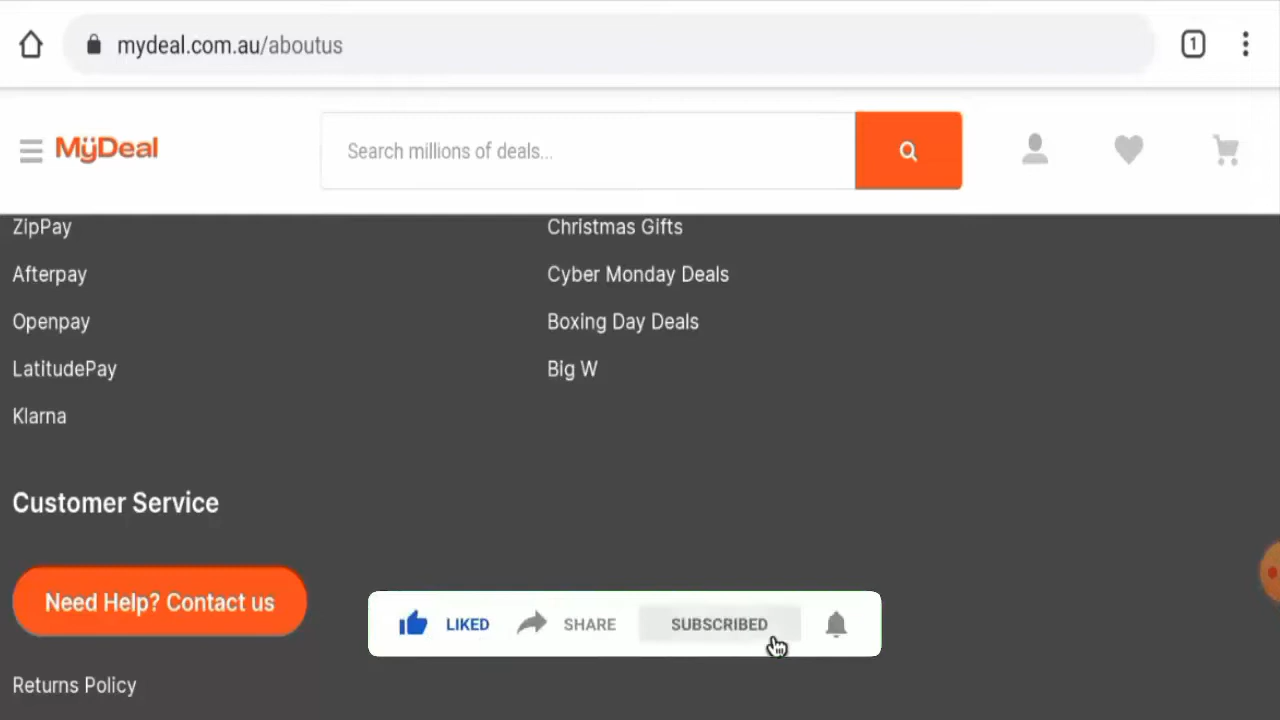 mydeal.com.au/aboutus
1
MyDeal
Search millions of deals...
ZipPay
Christmas Gifts
Afterpay
Cyber Monday Deals
Openpay
Boxing Day Deals
LatitudePay
Big W
Klarna
Customer Service
Need Help? Contact us
LIKED
SHARE
SUBSCRIBED
Returns Policy